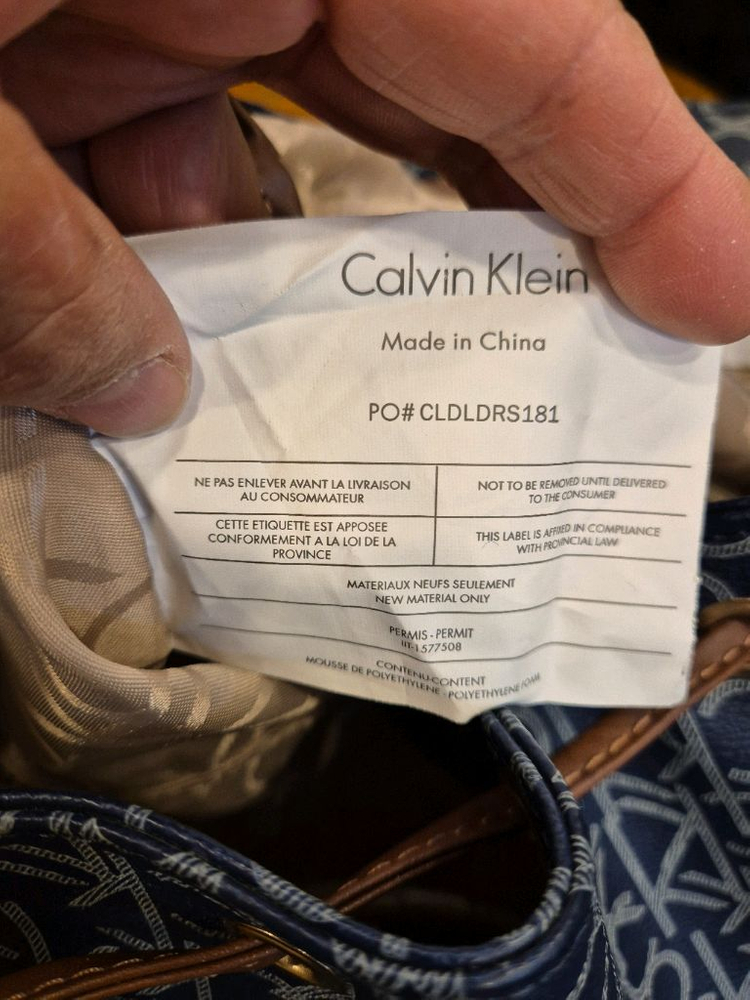 Calvin Klein
Made in China
PO# CLDLDRS181
NE PAS ENLEVER AVANT LA LIVRAISON
AU CONSOMMATEUR
NOT TO BE REMOVED UNTIL DELIVERED
TO THE CONSUMER
CETTE ETIQUETTE EST APPOSEE
CONFORMEMENT A LA LOI DE LA
PROVINCE
THIS LABEL IS AFFIXED IN COMPLIANCE
WITH PROVINCIAL LAW
MATERIAUX NEUFS SEULEMENT
NEW MATERIAL ONLY
PERMIS - PERMIT
1577508
CONTENU-CONTENT
MOUSSE DE POLYETHYLENE - POLYETHYLENE FOAM